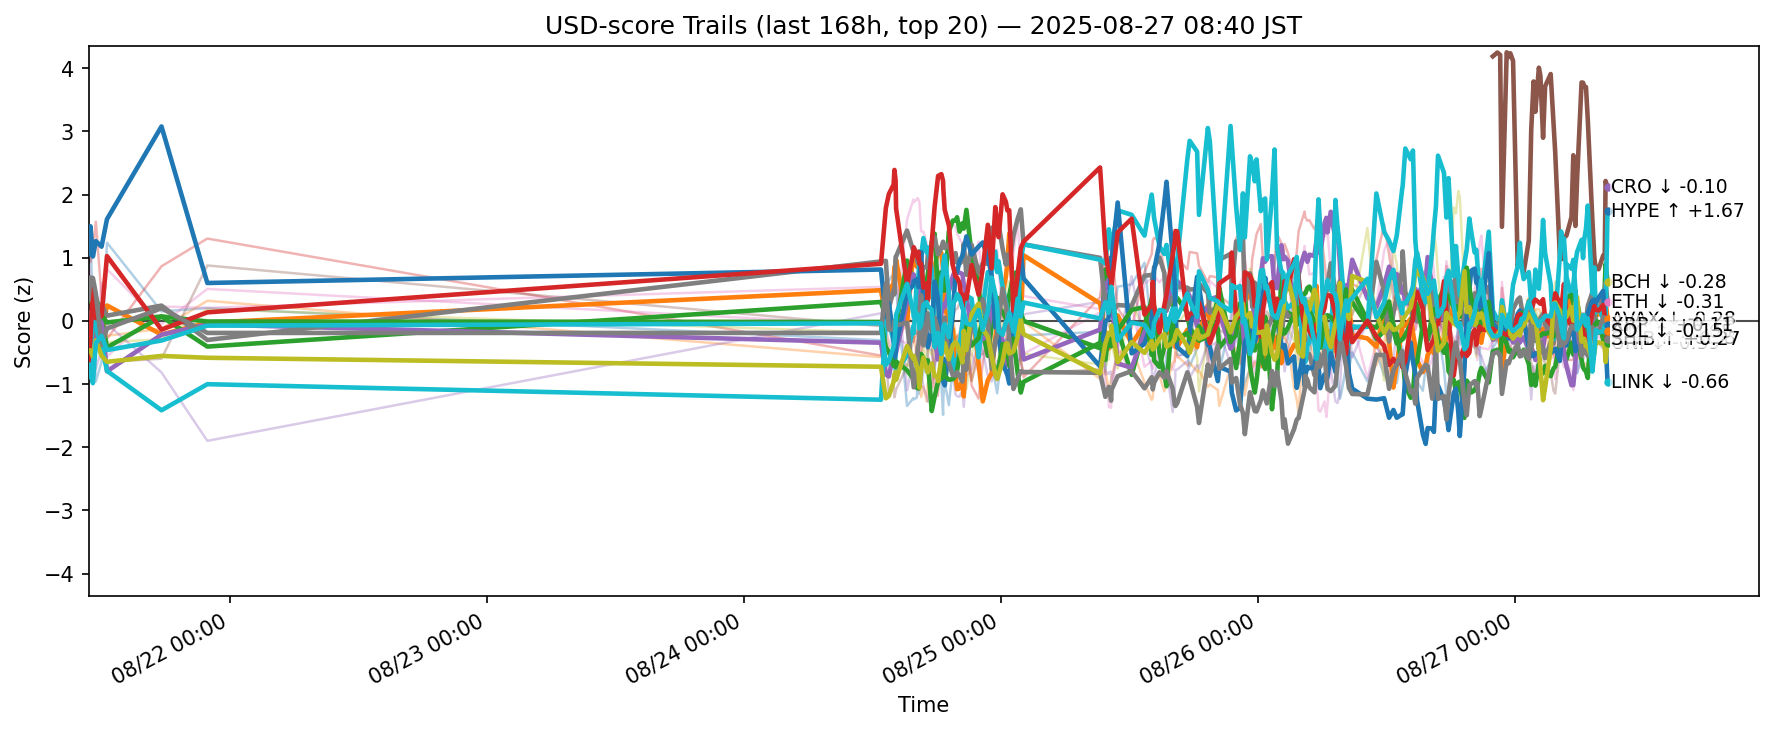 USD-score Trails (last 168h, top 20) — 2025-08-27 08:40 JST
Score (z)
4
3
2
1
0
−1
−2
−3
−4
CRO ↓ -0.10
HYPE ↑ +1.67
BCH ↓ -0.28
ETH ↓ -0.31
SOL ↓ -0.15
SHIB ↑ +0.27
LINK ↓ -0.66
08/22 00:00
08/23 00:00
08/24 00:00
08/25 00:00
08/26 00:00
08/27 00:00
Time